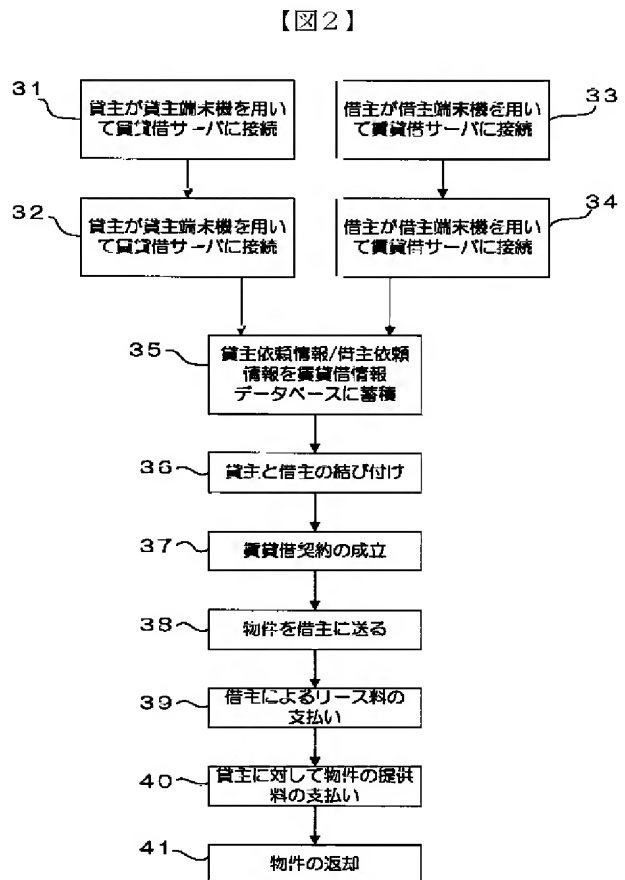 【図2】
31
貸主が貸主端末機を用い
て賃貸借サーバに接続
33
借主が借主端末機を用い
て賃貸借サーバに接続
32
貸主が貸主端末機を用い
て賃貸借サーバに接続
34
借主が借主端末機を用い
て賃貸借サーバに接続
35
貸主依頼情報/借主依頼
情報を賃貸借情報
データベースに蓄積
36
貸主と借主の結び付け
37
賃貸借契約の成立
38
物件を借主に送る
39
借主によるリース料の
支払い
40
貸主に対して物件の提供
料の支払い
41
物件の返却